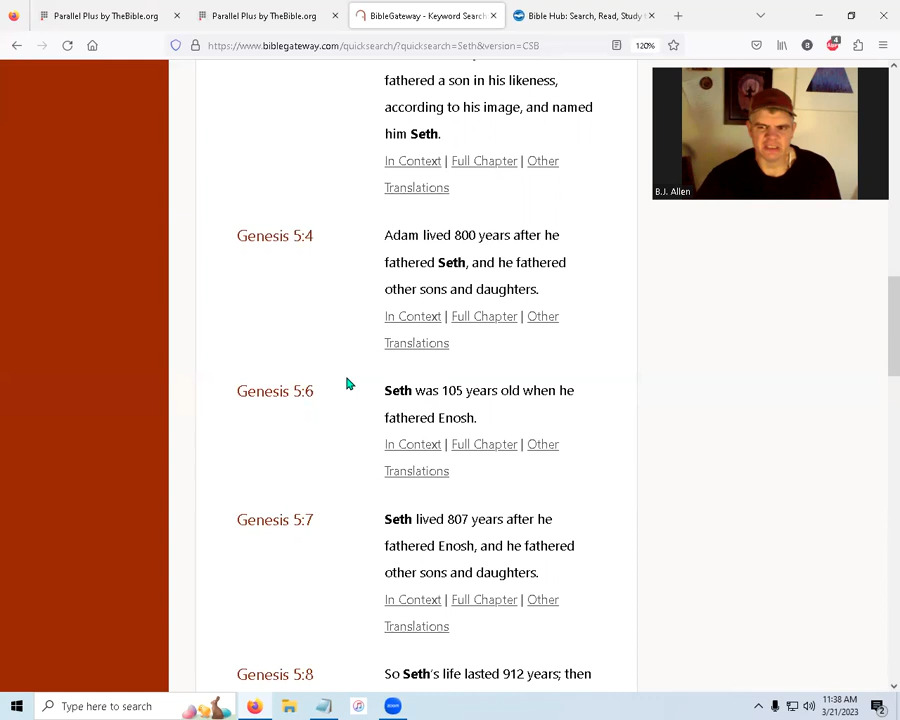 Parallel Plus by TheBible.org
Parallel Plus by TheBible.org
BibleGateway - Keyword Search
Bible Hub: Search, Read, Study
https://www.biblegateway.com/quicksearch/?quicksearch=Seth&version=CSB
120%
4
fathered a son in his likeness,
according to his image, and named
him Seth.
In Context | Full Chapter | Other
Translations
B.J. Allen
Genesis 5:4
Adam lived 800 years after he
fathered Seth, and he fathered
other sons and daughters.
In Context | Full Chapter | Other
Translations
Genesis 5:6
Seth was 105 years old when he
fathered Enosh.
In Context | Full Chapter | Other
Translations
Genesis 5:7
Seth lived 807 years after he
fathered Enosh, and he fathered
other sons and daughters.
In Context | Full Chapter | Other
Translations
Genesis 5:8
So Seth's life lasted 912 years; then
Type here to search
zoom
11:38 AM
3/21/2023
2